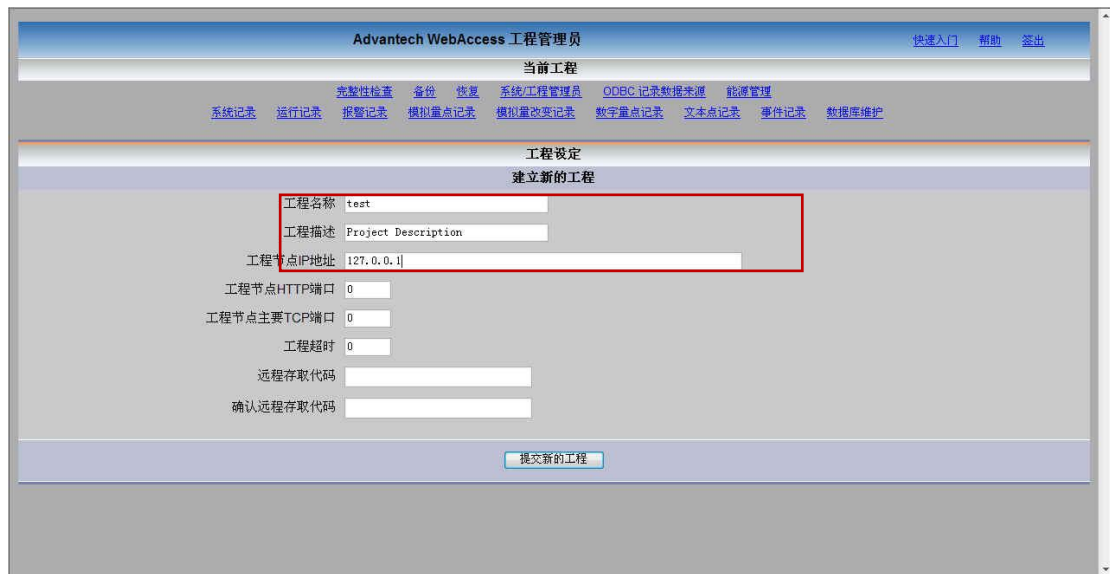 Advantech WebAccess 工程管理员 快速入门 帮助 签出
当前工程
完整性检查 备份 恢复 系统/工程管理员 ODBC 记录数据来源 能源管理
系统记录 运行记录 报警记录 模拟量点记录 模拟量改变记录 数字量点记录 文本点记录 事件记录 数据库维护
工程设定
建立新的工程
工程名称 test
工程描述 Project Description
工程节点IP地址 127.0.0.1
工程节点HTTP端口 0
工程节点主要TCP端口 0
工程超时 0
远程存取代码
确认远程存取代码
提交新的工程